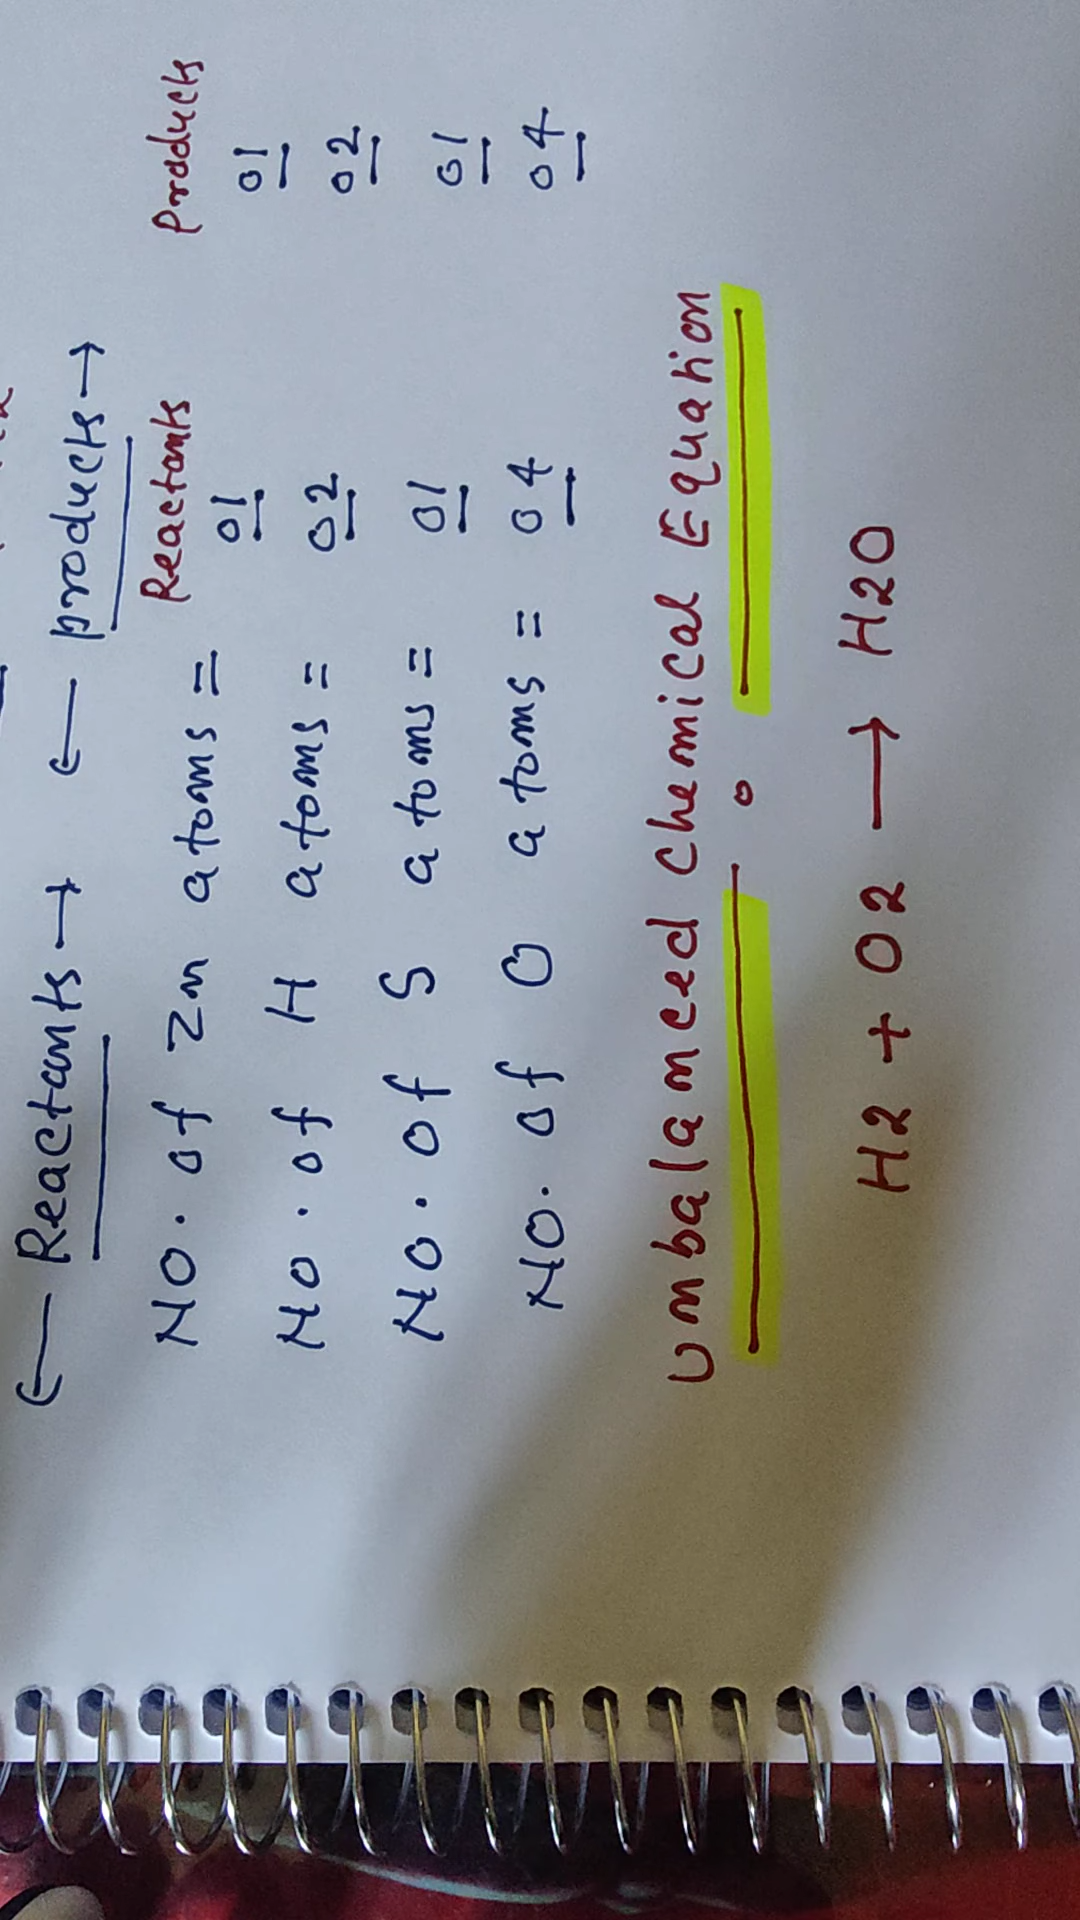 ← Reactants → ← products →
Reactants products
No. of Zn atoms = 01 01
No. of H atoms = 02 02
No. of S atoms = 01 01
No. of O atoms = 04 04
Unbalanced Chemical Equation
H2 + O2 → H2O